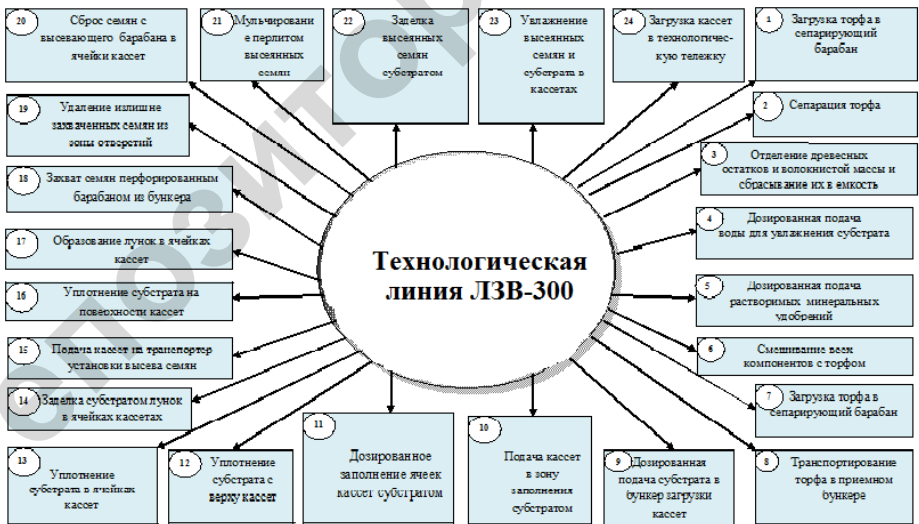 20
Сброс семян с
высевающего барабана в
ячейки кассет
21
Мульчировани
е перлитом
высеянных
семян
22
Заделка
высеянных
семян
субстратом
23
Увлажнение
высеянных
семян и
субстрата в
кассетах
24
Загрузка кассет
в технологичес-
кую тележку
1
Загрузка торфа в
сепарирующий
барабан
2
Сепарация торфа
3
Отделение древесных
остатков и волокнистой массы и
сбрасывание их в емкость
4
Дозированная подача
воды для увлажнения субстрата
5
Дозированная подача
растворимых минеральных
удобрений
6
Смешивание всех
компонентов с торфом
7
Загрузка торфа в
сепарирующий барабан
8
Транспортирование
торфа в приемном
бункере
9
Дозированная
подача субстрата в
бункер загрузки
кассет
10
Подача кассет
в зону
заполнения
субстратом
11
Дозированное
заполнение ячеек
кассет субстратом
12
Уплотнение
субстрата с
верху кассет
13
Уплотнение
субстрата в ячейках
кассет
14
Заделка субстратом лунок
в ячейках кассетах
15
Подача кассет на транспортер
установки высева семян
16
Уплотнение субстрата на
поверхности кассет
17
Образование лунок в ячейках
кассет
18
Захват семян перфорированным
барабаном из бункера
19
Удаление излишне
захваченных семян из
зоны отверстий
Технологическая
линия ЛЗВ-300
епозитор